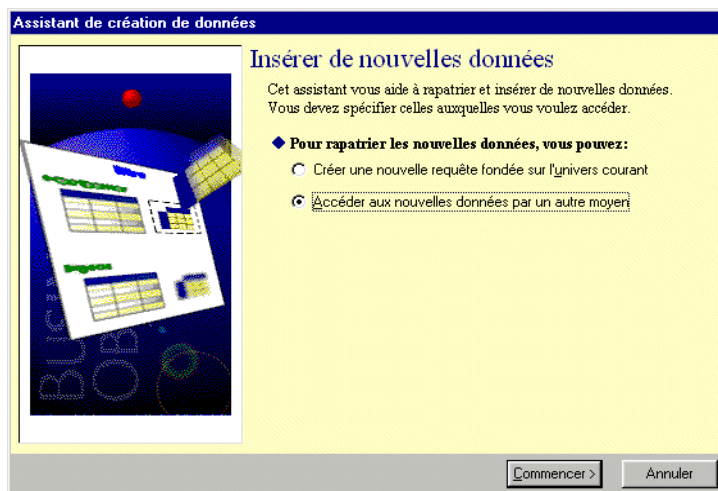 Assistant de création de données
Insérer de nouvelles données
Cet assistant vous aide à rapatrier et insérer de nouvelles données.
Vous devez spécifier celles auxquelles vous voulez accéder.
Pour rapatrier les nouvelles données, vous pouvez:
Créer une nouvelle requête fondée sur l'univers courant
Accéder aux nouvelles données par un autre moyen
Commencer >
Annuler